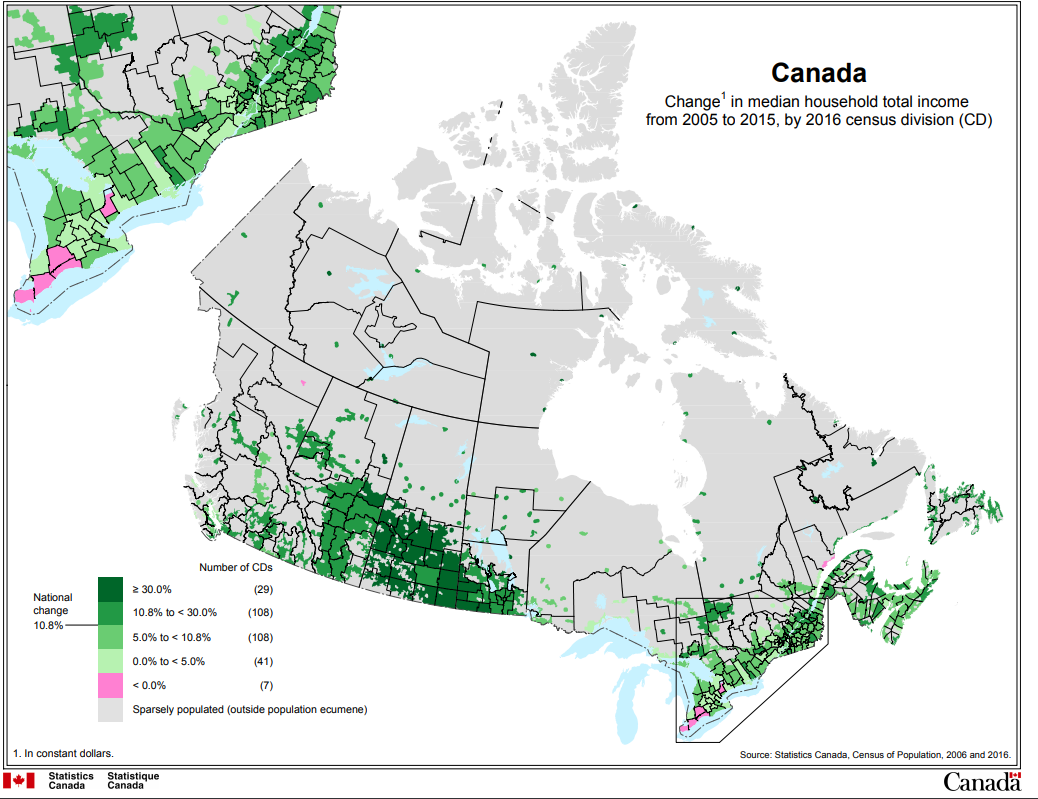 Canada
Change1 in median household total income
from 2005 to 2015, by 2016 census division (CD)
Number of CDs
National
change
10.8%
≥ 30.0% (29)
10.8% to < 30.0% (108)
5.0% to < 10.8% (108)
0.0% to < 5.0% (41)
< 0.0% (7)
Sparsely populated (outside population ecumene)
1. In constant dollars.
Source: Statistics Canada, Census of Population, 2006 and 2016.
Statistics Statistique
Canada Canada
Canada